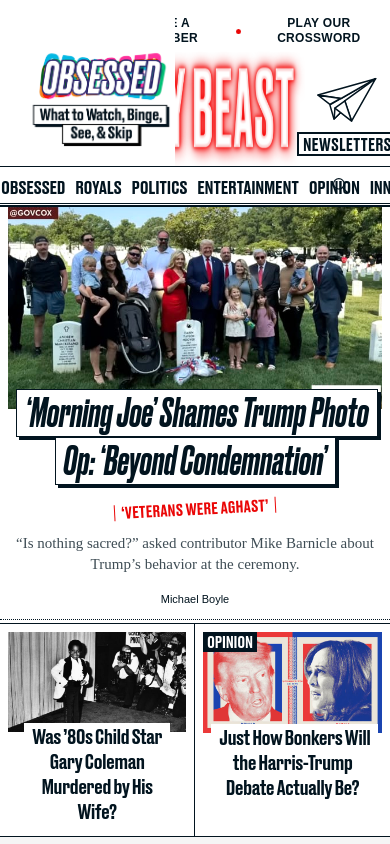 E A
BER
PLAY OUR
CROSSWORD
OBSESSED
What to Watch, Binge,
See, & Skip
Y BEAST
NEWSLETTERS
OBSESSED ROYALS POLITICS ENTERTAINMENT OPINION INN
@GOVCOX
‘Morning Joe’ Shames Trump Photo
Op: ‘Beyond Condemnation’
‘VETERANS WERE AGHAST’
“Is nothing sacred?” asked contributor Mike Barnicle about
Trump’s behavior at the ceremony.
Michael Boyle
Was ’80s Child Star
Gary Coleman
Murdered by His
Wife?
OPINION
Just How Bonkers Will
the Harris-Trump
Debate Actually Be?